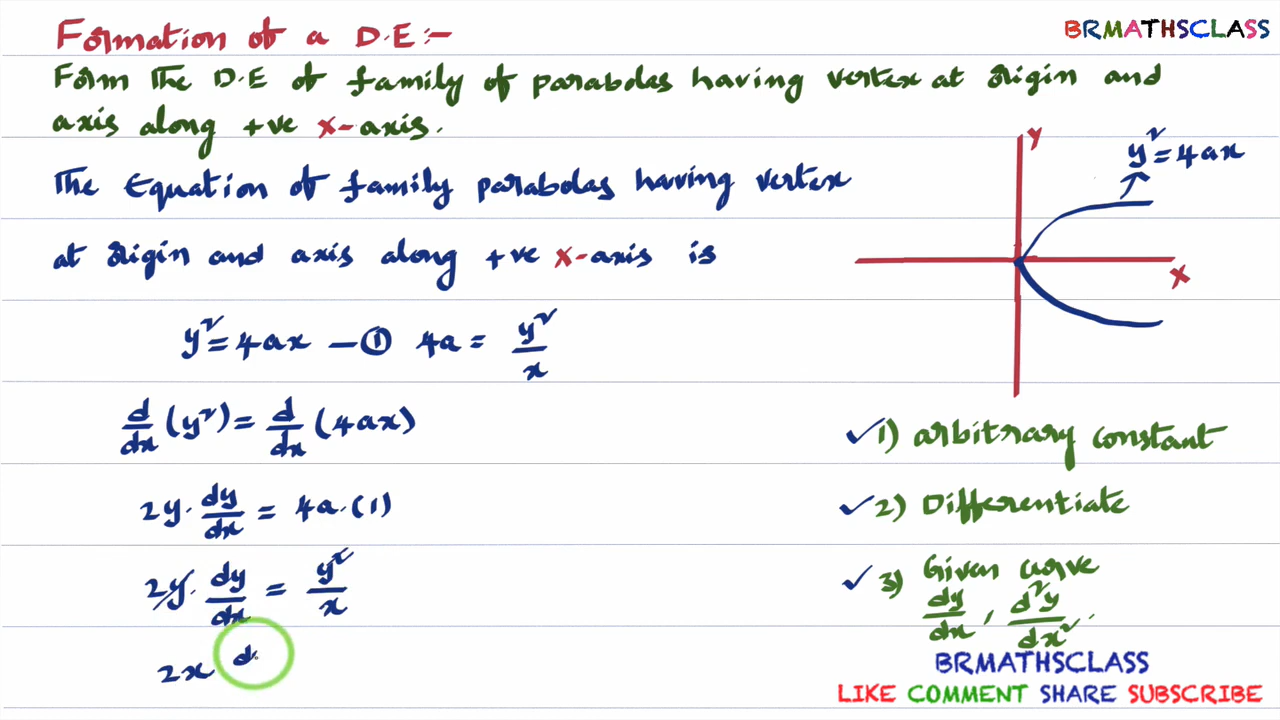 Formation of a D.E:-
BRMATHSCLASS
Form The D.E of family of parabolas having vertex at origin and
axis along +ve x-axis.
The Equation of family parabolas having vertex
at origin and axis along +ve x-axis is
y² = 4ax — ① 4a = y²/x
d/dx (y²) = d/dx (4ax)
2y. dy/dx = 4a.(1)
2y. dy/dx = y²/x
2x d
Y
y² = 4ax
X
✓1) arbitrary constant
✓2) Differentiate
✓3) Given curve
dy/dx , d²y/dx² .
BRMATHSCLASS
LIKE COMMENT SHARE SUBSCRIBE